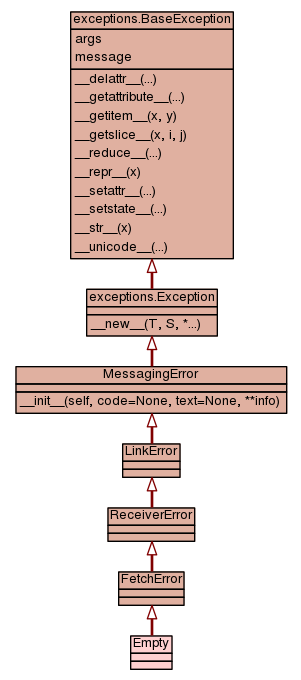 exceptions.BaseException
args
message
__delattr__(...)
__getattribute__(...)
__getitem__(x, y)
__getslice__(x, i, j)
__reduce__(...)
__repr__(x)
__setattr__(...)
__setstate__(...)
__str__(x)
__unicode__(...)
exceptions.Exception
__new__(T, S, *...)
MessagingError
__init__(self, code=None, text=None, **info)
LinkError
ReceiverError
FetchError
Empty